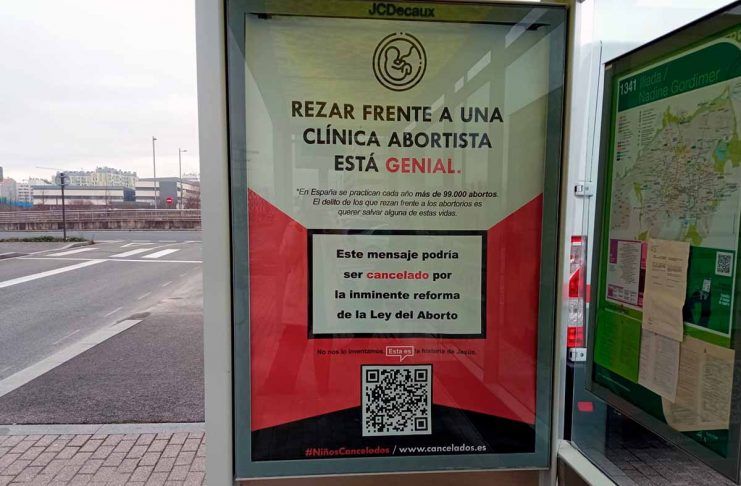 JCDecaux
REZAR FRENTE A UNA
CLÍNICA ABORTISTA
ESTÁ GENIAL.
*En España se practican cada año más de 99.000 abortos.
El delito de los que rezan frente a los abortorios es
querer salvar alguna de estas vidas.
Este mensaje podría
ser cancelado por
la inminente reforma
de la Ley del Aborto
No nos lo inventamos. Esta es la historia de Jesús.
#NiñosCancelados / www.cancelados.es
1341 Illada /
Nadine Gordimer